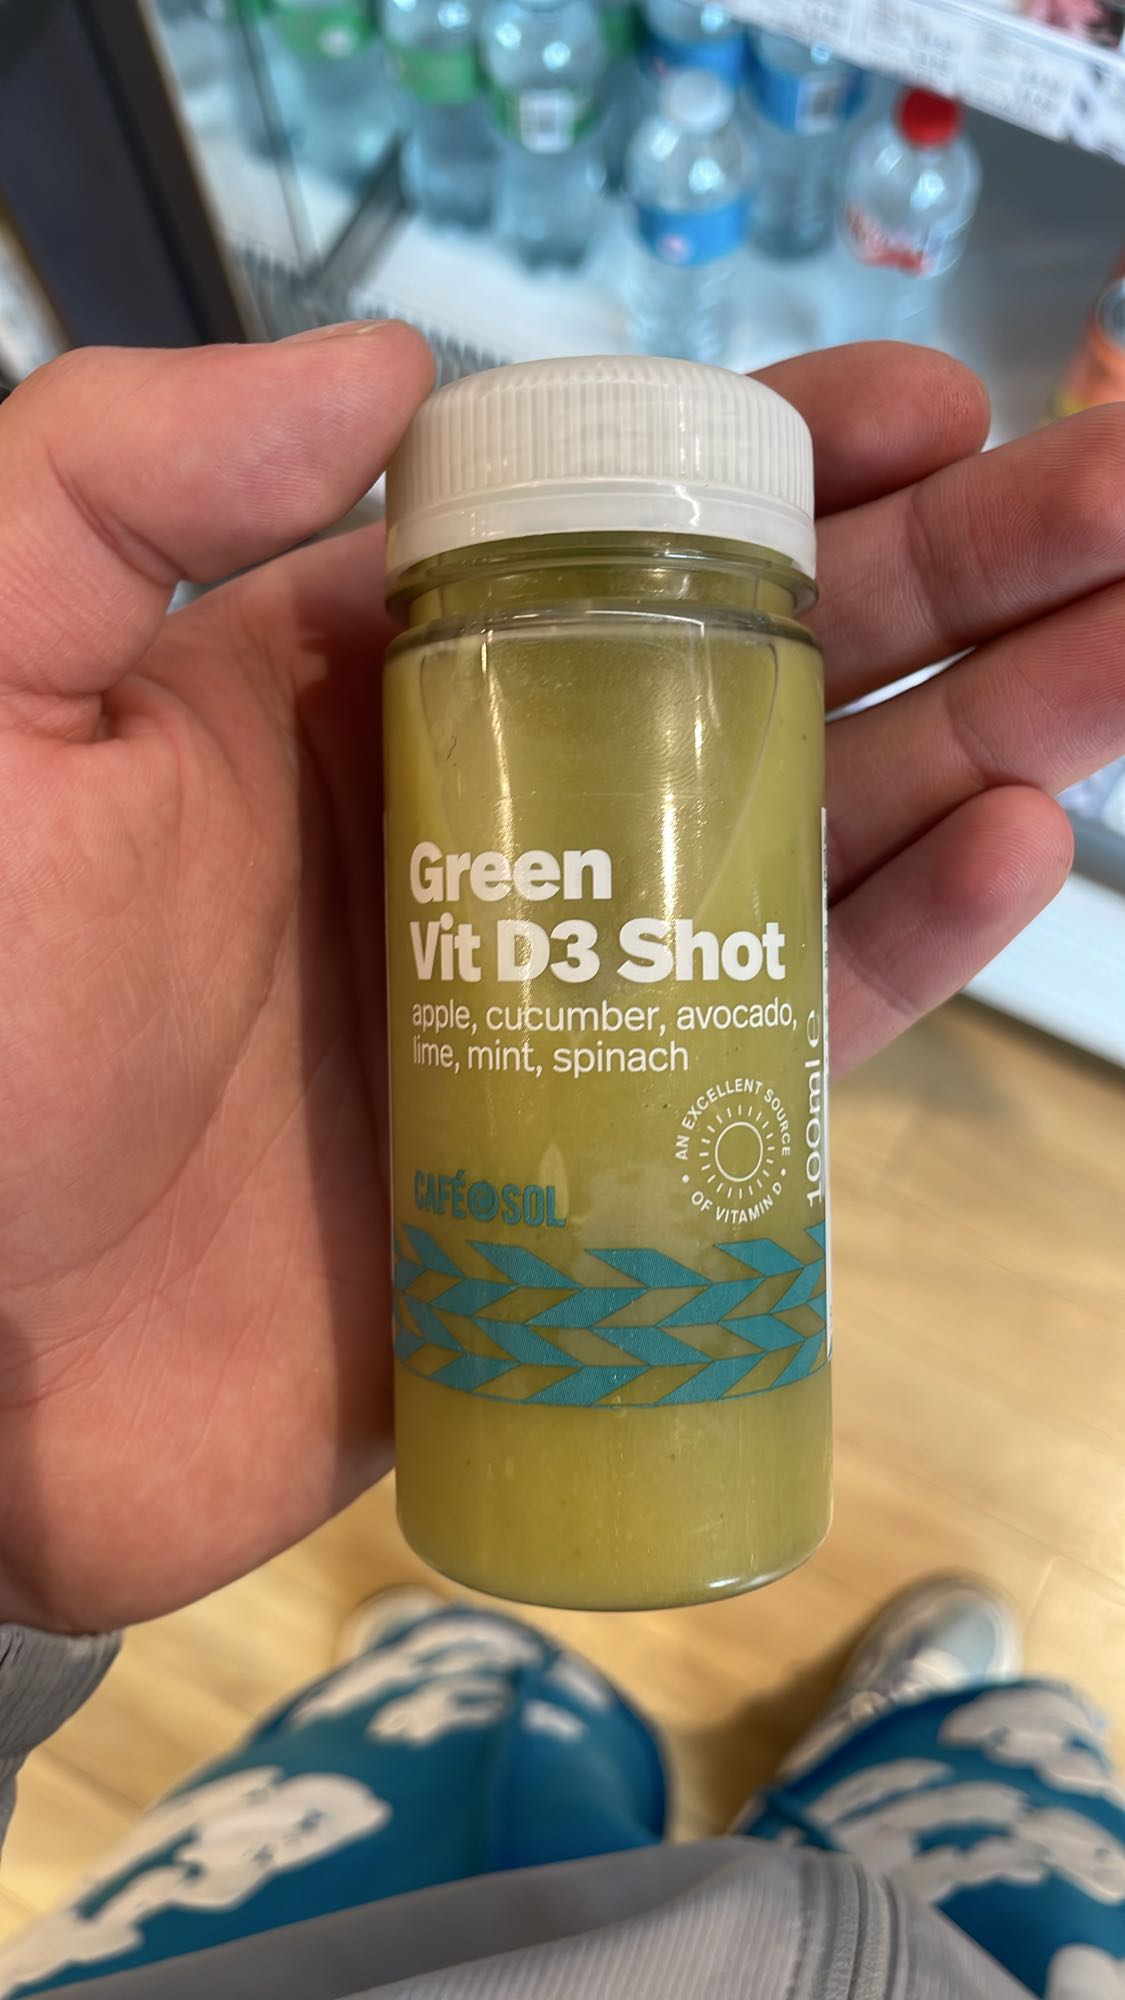 Green
Vit D3 Shot
apple, cucumber, avocado,
lime, mint, spinach
AN EXCELLENT SOURCE
• OF VITAMIN D •
100ml e
CAFÉ SOL